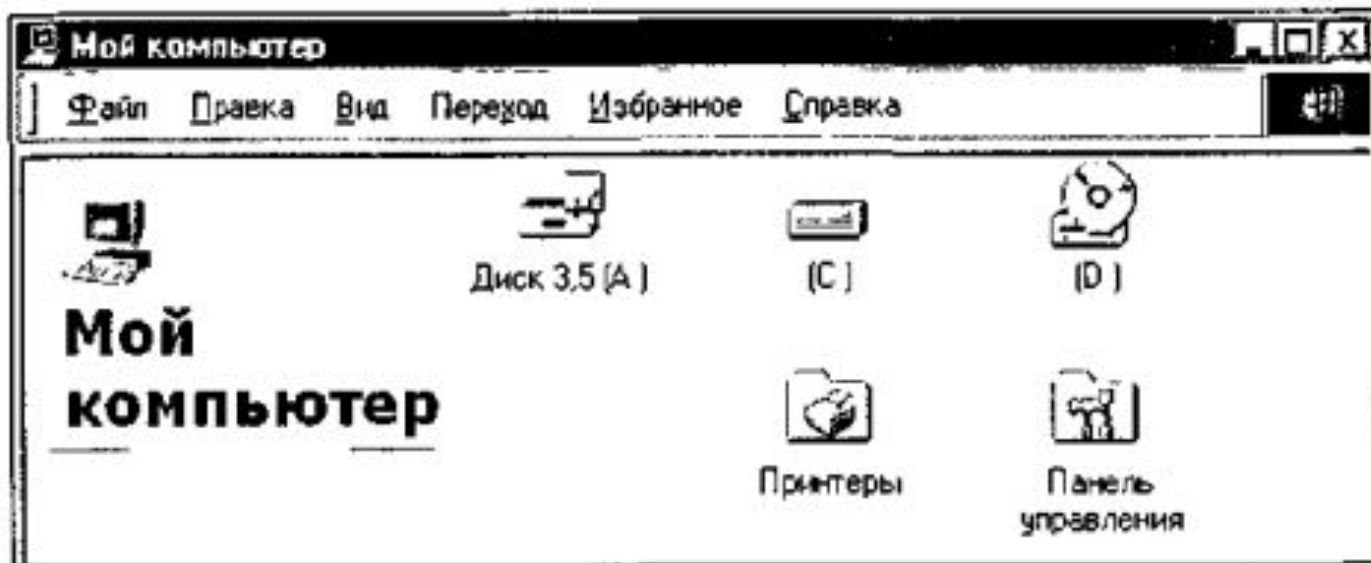 Мой компьютер
Файл Правка Вид Переход Избранное Справка
Диск 3,5 (A ) (C ) (D )
Мой
компьютер
Принтеры Панель
управления